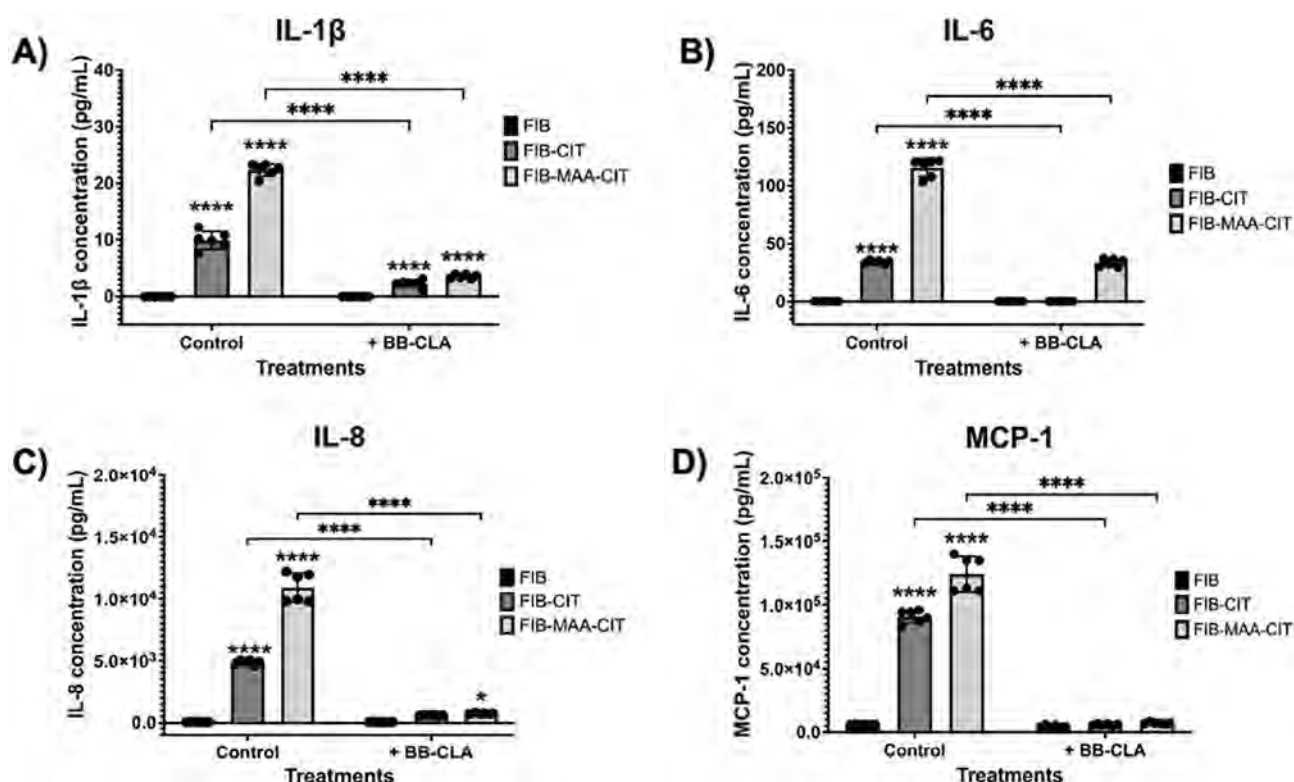 A)
IL-1β
IL-1β concentration (pg/mL)
40
30
20
10
0
****
****
****
****
****
****
FIB
FIB-CIT
FIB-MAA-CIT
Control
+ BB-CLA
Treatments
B)
IL-6
IL-6 concentration (pg/mL)
200
150
100
50
0
****
****
****
****
FIB
FIB-CIT
FIB-MAA-CIT
Control
+ BB-CLA
Treatments
C)
IL-8
IL-8 concentration (pg/mL)
2.0×10⁴
1.5×10⁴
1.0×10⁴
5.0×10³
0.0
****
****
****
****
*
FIB
FIB-CIT
FIB-MAA-CIT
Control
+ BB-CLA
Treatments
D)
MCP-1
MCP-1 concentration (pg/mL)
2.0×10⁵
1.5×10⁵
1.0×10⁵
5.0×10⁴
0.0
****
****
****
****
FIB
FIB-CIT
FIB-MAA-CIT
Control
+ BB-CLA
Treatments